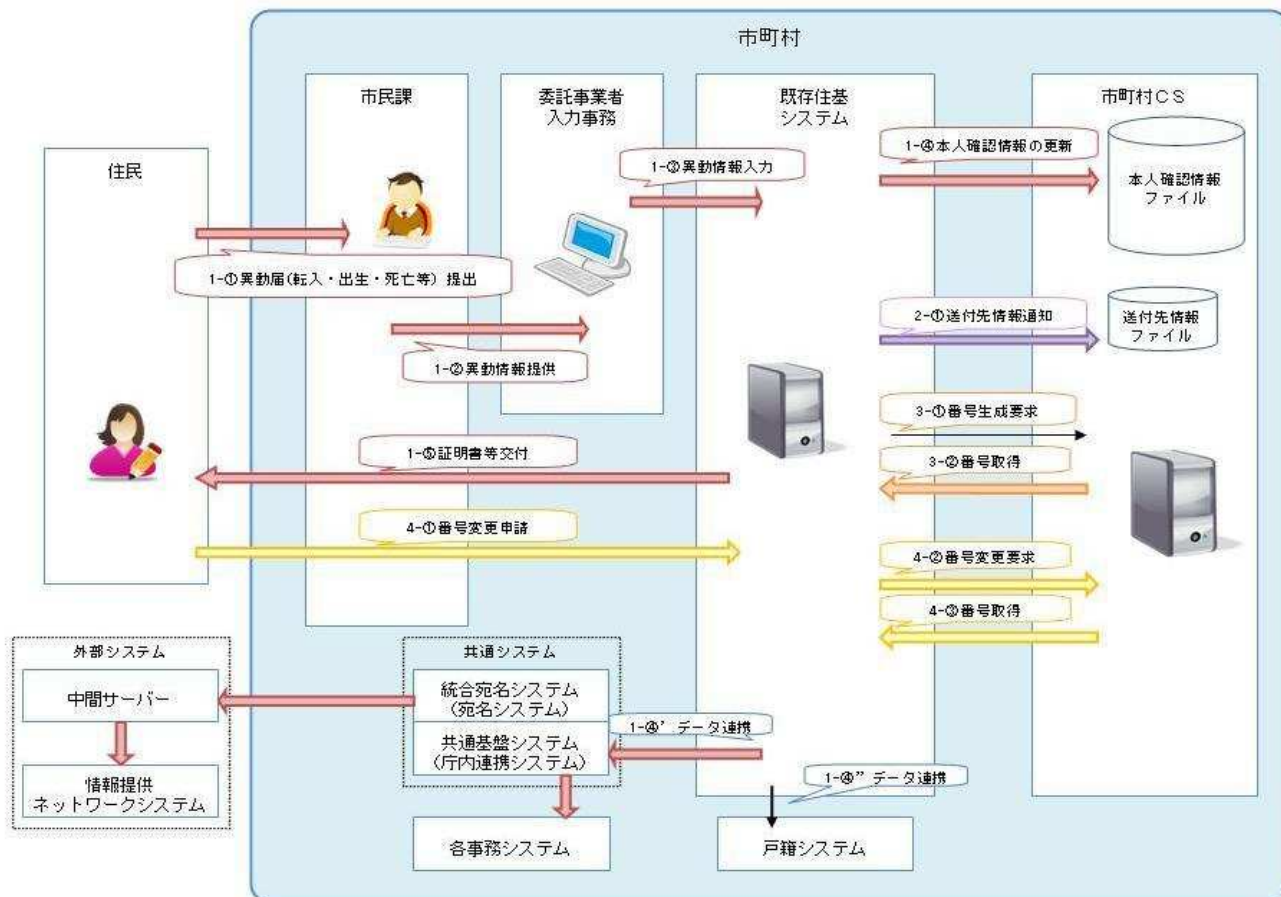 市町村
市民課
委託事業者
入力事務
既存住基
システム
市町村CS
住民
1-③異動情報入力
1-④本人確認情報の更新
本人確認情報
ファイル
1-①異動届(転入・出生・死亡等)提出
2-①送付先情報通知
送付先情報
ファイル
1-②異動情報提供
3-①番号生成要求
1-⑤証明書等交付
3-②番号取得
4-①番号変更申請
4-②番号変更要求
4-③番号取得
外部システム
共通システム
中間サーバー
統合宛名システム
(宛名システム)
1-④’データ連携
共通基盤システム
(庁内連携システム)
情報提供
ネットワークシステム
1-④”データ連携
各事務システム
戸籍システム